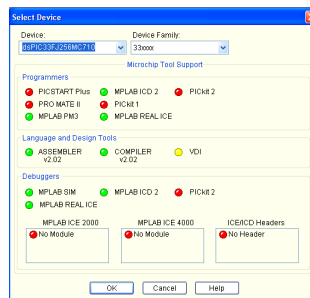 Select Device
Device: Device Family:
dsPIC33FJ256MC710 33xxxx
Microchip Tool Support
Programmers
PICSTART Plus MPLAB ICD 2 PICkit 2
PRO MATE II PICkit 1
MPLAB PM3 MPLAB REAL ICE
Language and Design Tools
ASSEMBLER COMPILER VDI
v2.02 v2.02
Debuggers
MPLAB SIM MPLAB ICD 2 PICkit 2
MPLAB REAL ICE
MPLAB ICE 2000 MPLAB ICE 4000 ICE/ICD Headers
No Module No Module No Header
OK Cancel Help